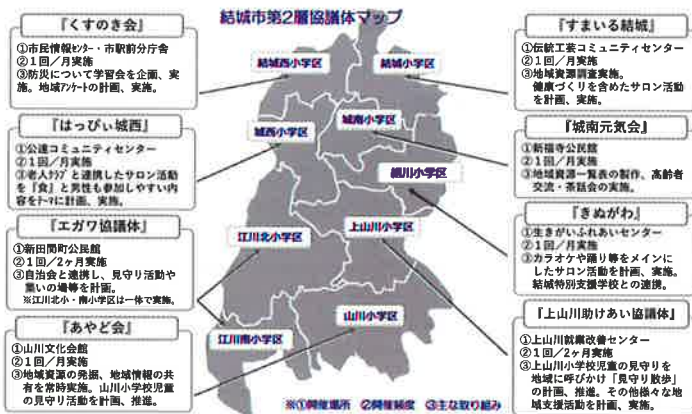 結城市第2層協議体マップ
『くすのき会』
①市民情報センター・市駅前分庁舎
②1回／月実施
③防災について学習会を企画、実
施。地域アンケートの計画、実施。
『はっぴぃ城西』
①公達コミュニティセンター
②1回／月実施
③老人クラブと連携したサロン活動
を『食』と男性も参加しやすい内
容をテーマに計画、実施。
『エガワ協議体』
①新田間町公民館
②1回／2ヶ月実施
③自治会と連携し、見守り活動や
集いの場等を計画。
※江川北小・南小学区は一体で実施。
『あやど会』
①山川文化会館
②1回／月実施
③地域資源の発掘、地域情報の共
有を常時実施。山川小学校児童
の見守り活動を計画、推進。
結城西小学区
結城小学区
城西小学区
城南小学区
絹川小学区
江川北小学区
上山川小学区
江川南小学区
山川小学区
『すまいる結城』
①伝統工芸コミュニティセンター
②1回／月実施
③地域資源調査実施。
健康づくりを含めたサロン活動
を計画、実施。
『城南元気会』
①新福寺公民館
②1回／月実施
③地域資源一覧表の製作、高齢者
交流・茶話会の実施。
『きぬがわ』
①生きがいふれあいセンター
②1回／月実施
③カラオケや踊り等をメインに
したサロン活動を計画、実施。
結城特別支援学校との連携。
『上山川助けあい協議体』
①上山川就業改善センター
②1回／2ヶ月実施
③上山川小学校児童の見守りを
地域に呼びかけ「見守り散歩」
の計画、推進。その他様々な地
域支援活動を計画、実施。
※①開催場所　②開催頻度　③主な取り組み